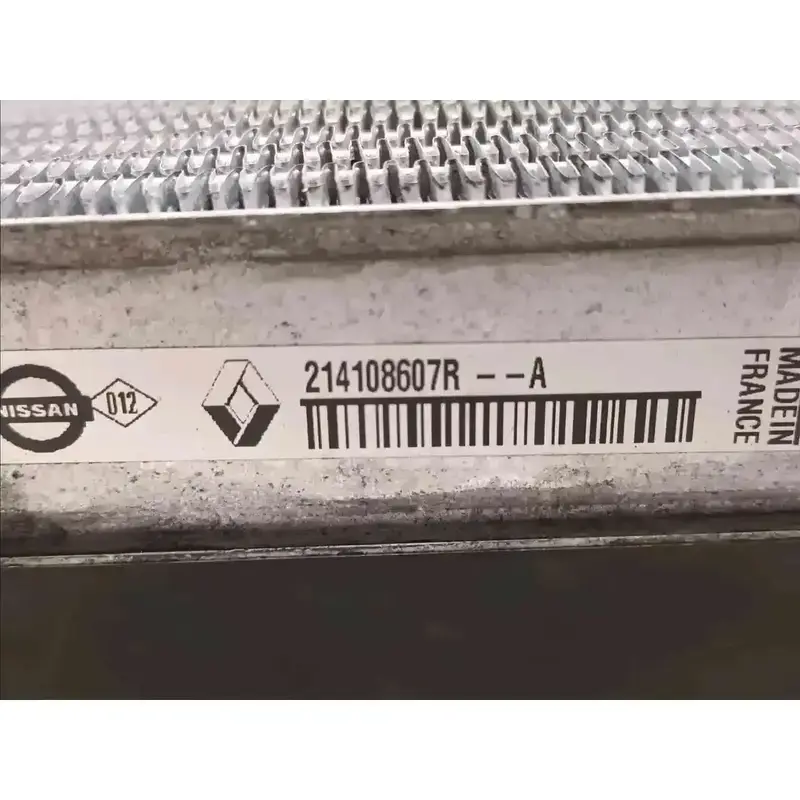 NISSAN
012
214108607R - - A
MADE IN
FRANCE